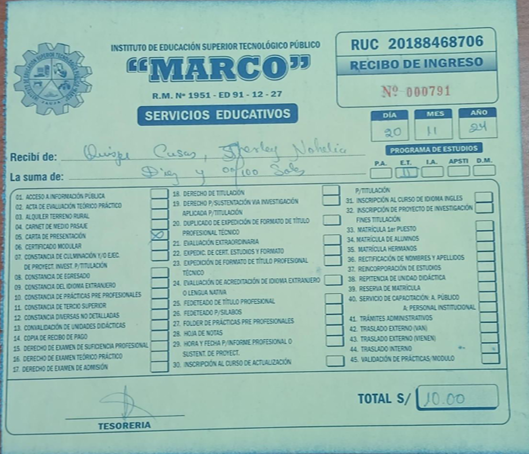 INSTITUTO DE EDUCACIÓN SUPERIOR TECNOLÓGICO PÚBLICO
"MARCO"
R.M. Nº 1951 - ED 91 - 12 - 27
SERVICIOS EDUCATIVOS
RUC 20188468706
RECIBO DE INGRESO
Nº 000791
DÍA MES AÑO
20 11 24
PROGRAMA DE ESTUDIOS
P.A. E.T. I.A. APSTI D.M.
Recibí de: Quispe Cusas, Nohelia
La suma de: Diez y 00/100 Soles
01. ACCESO A INFORMACIÓN PÚBLICA
02. ACTA DE EVALUACIÓN TEÓRICO PRÁCTICO
03. ALQUILER TERRENO RURAL
04. CARNET DE MEDIO PASAJE
05. CARTA DE PRESENTACIÓN
06. CERTIFICADO MODULAR
07. CONSTANCIA DE CULMINACIÓN Y/O EJEC.
DE PROYECT. INVEST. P/TITULACIÓN
08. CONSTANCIA DE EGRESADO
09. CONSTANCIA DEL IDIOMA EXTRANJERO
10. CONSTANCIA DE PRÁCTICAS PRE PROFESIONALES
11. CONSTANCIA DE TERCIO SUPERIOR
12. CONSTANCIA DIVERSAS NO DETALLADAS
13. CONVALIDACIÓN DE UNIDADES DIDÁCTICAS
14. COPIA DE RECIBO DE PAGO
15. DERECHO DE EXAMEN DE SUFICIENCIA PROFESIONAL
16. DERECHO DE EXAMEN TEÓRICO PRÁCTICO
17. DERECHO DE EXAMEN DE ADMISIÓN
18. DERECHO DE TITULACIÓN
19. DERECHO P/SUSTENTACIÓN VIA INVESTIGACIÓN
APLICADA P/TITULACIÓN
20. DUPLICADO DE EXPEDICIÓN DE FORMATO DE TÍTULO
PROFESIONAL TÉCNICO
21. EVALUACIÓN EXTRAORDINARIA
22. EXPEDIC. DE CERT. ESTUDIOS Y FORMATO
23. EXPEDICIÓN DE FORMATO DE TÍTULO PROFESIONAL
TÉCNICO
24. EVALUACIÓN DE ACREDITACIÓN DE IDIOMA EXTRANJERO
O LENGUA NATIVA
25. FEDETEADO DE TÍTULO PROFESIONAL
26. FEDETEADO P/SILABOS
27. FOLDER DE PRÁCTICAS PRE PROFESIONALES
28. HOJA DE NOTAS
29. HORA Y FECHA P/INFORME PROFESIONAL O
SUSTENT. DE PROYECT.
30. INSCRIPCIÓN AL CURSO DE ACTUALIZACIÓN
P/TITULACIÓN
31. INSCRIPCIÓN AL CURSO DE IDIOMA INGLES
32. INSCRIPCIÓN DE PROYECTO DE INVESTIGACIÓN
FINES TITULACIÓN
33. MATRÍCULA 1er PUESTO
34. MATRÍCULA DE ALUMNOS
35. MATRÍCULA HERMANOS
36. RECTIFICACIÓN DE NOMBRES Y APELLIDOS
37. REINCORPORACIÓN DE ESTUDIOS
38. REPITENCIA DE UNIDAD DIDÁCTICA
39. RESERVA DE MATRÍCULA
40. SERVICIO DE CAPACITACIÓN A. PÚBLICO
A: PERSONAL INSTITUCIONAL
41. TRÁMITES ADMINISTRATIVOS
42. TRASLADO EXTERNO (VAN)
43. TRASLADO EXTERNO (VIENEN)
44. TRASLADO INTERNO
45. VALIDACIÓN DE PRÁCTICAS/MÓDULO
TESORERIA
TOTAL S/ 10.00